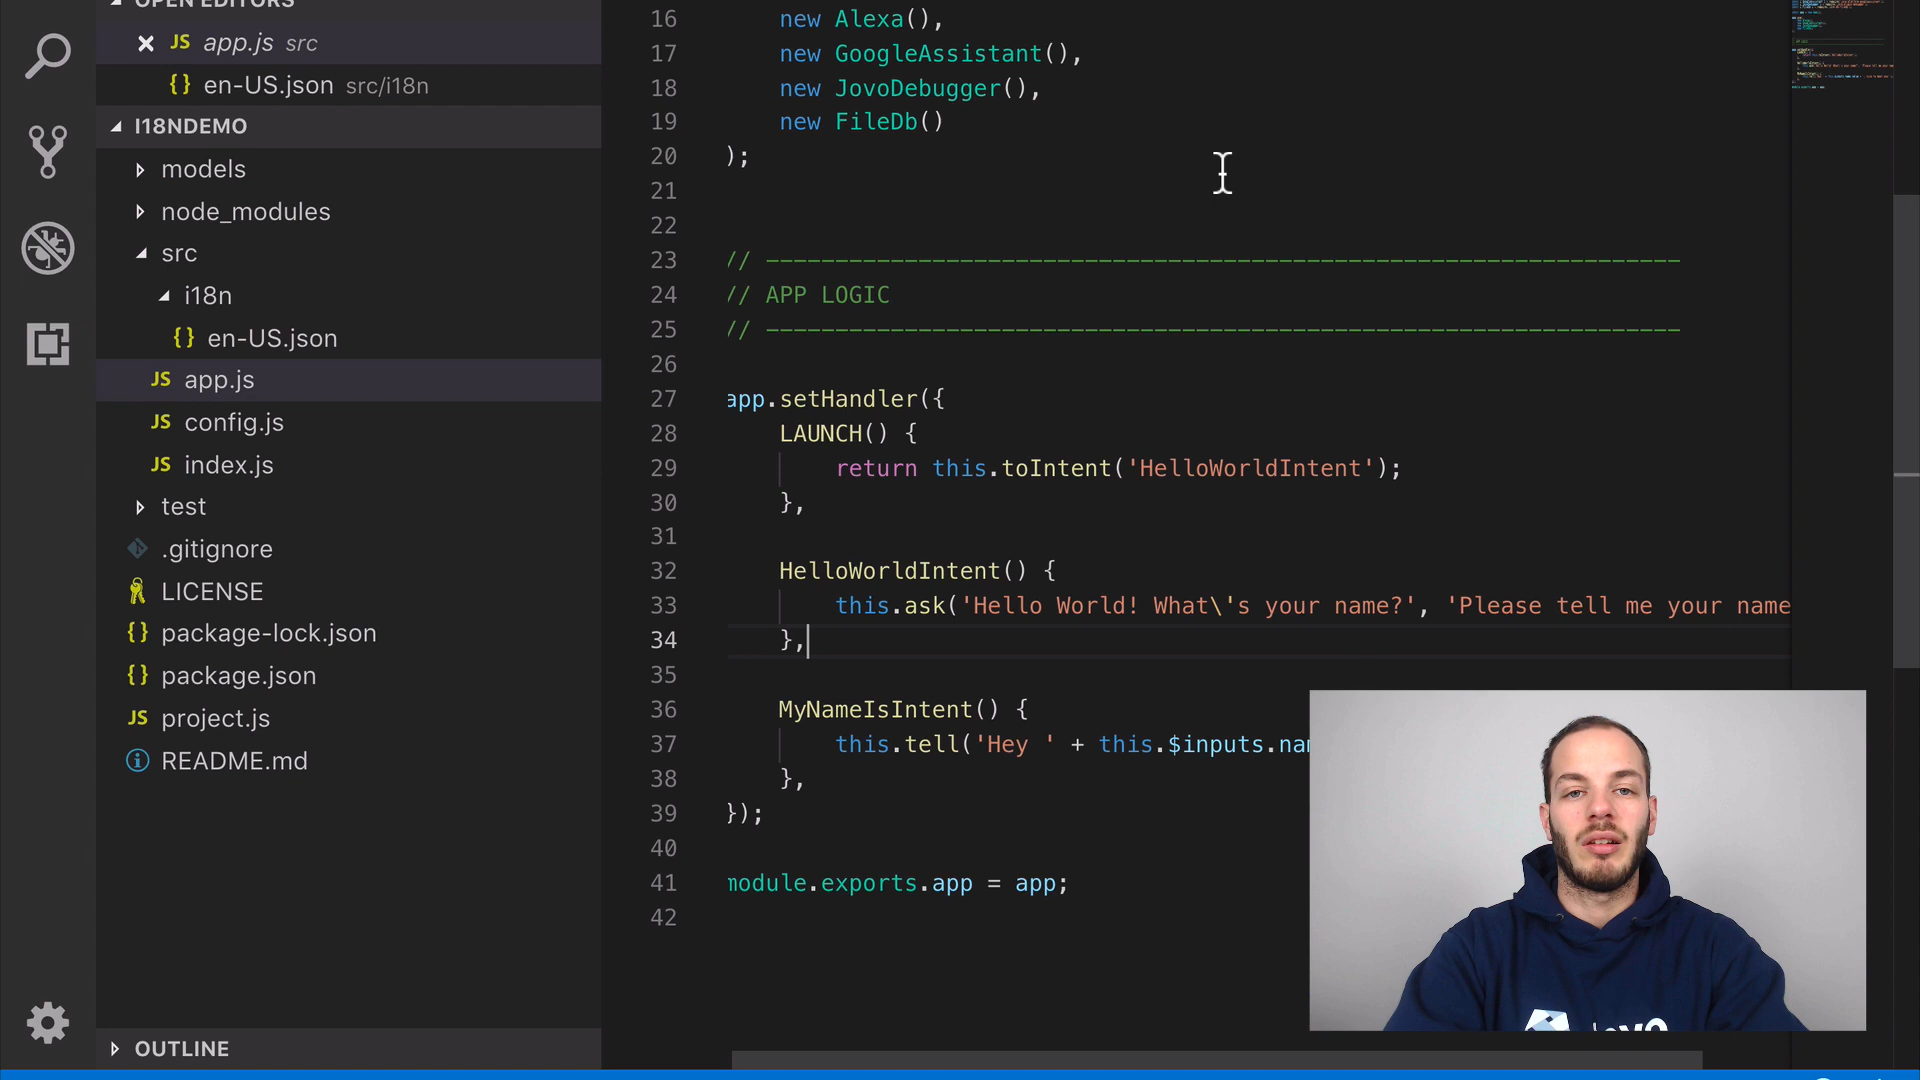 OPEN EDITORS
JS app.js src
{} en-US.json src/i18n
I18NDEMO
models
node_modules
src
i18n
{} en-US.json
JS app.js
JS config.js
JS index.js
test
.gitignore
LICENSE
{} package-lock.json
{} package.json
JS project.js
README.md
OUTLINE
16 new Alexa(),
17 new GoogleAssistant(),
18 new JovoDebugger(),
19 new FileDb()
20 );
21
22
23 // ------------------------------------------------------------------
24 // APP LOGIC
25 // ------------------------------------------------------------------
26
27 app.setHandler({
28 LAUNCH() {
29 return this.toIntent('HelloWorldIntent');
30 },
31
32 HelloWorldIntent() {
33 this.ask('Hello World! What\'s your name?', 'Please tell me your name
34 },
35
36 MyNameIsIntent() {
37 this.tell('Hey ' + this.$inputs.nam
38 },
39 });
40
41 module.exports.app = app;
42